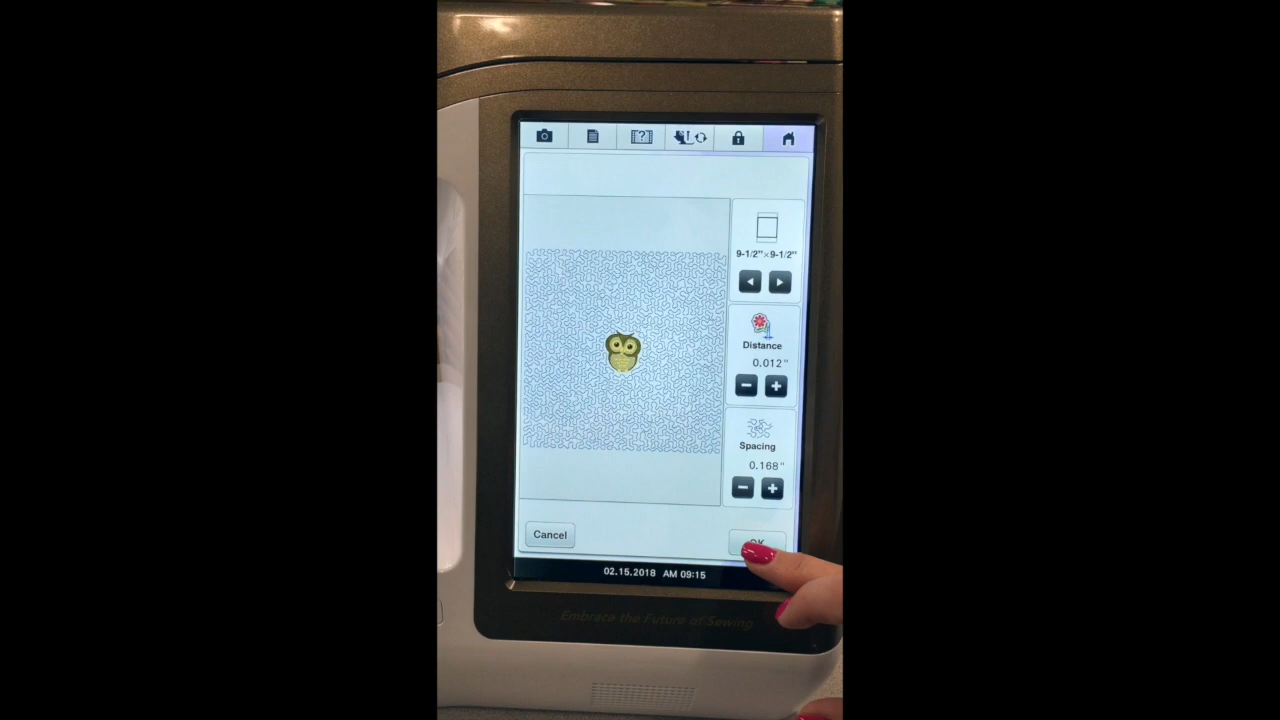 9-1/2"×9-1/2"
Distance
0.012"
Spacing
0.168"
Cancel
OK
02.15.2018 AM 09:15
Embrace the Future of Sewing